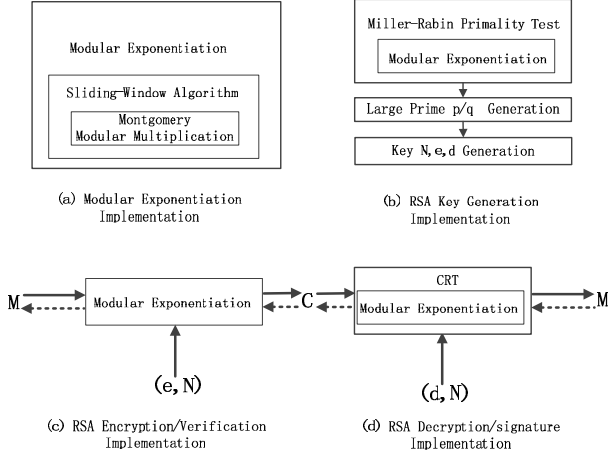 Modular Exponentiation
Sliding-Window Algorithm
Montgomery
Modular Multiplication
(a) Modular Exponentiation
Implementation
Miller-Rabin Primality Test
Modular Exponentiation
Large Prime p/q Generation
Key N,e,d Generation
(b) RSA Key Generation
Implementation
M
Modular Exponentiation
C
(e,N)
(c) RSA Encryption/Verification
Implementation
CRT
Modular Exponentiation
M
(d,N)
(d) RSA Decryption/signature
Implementation